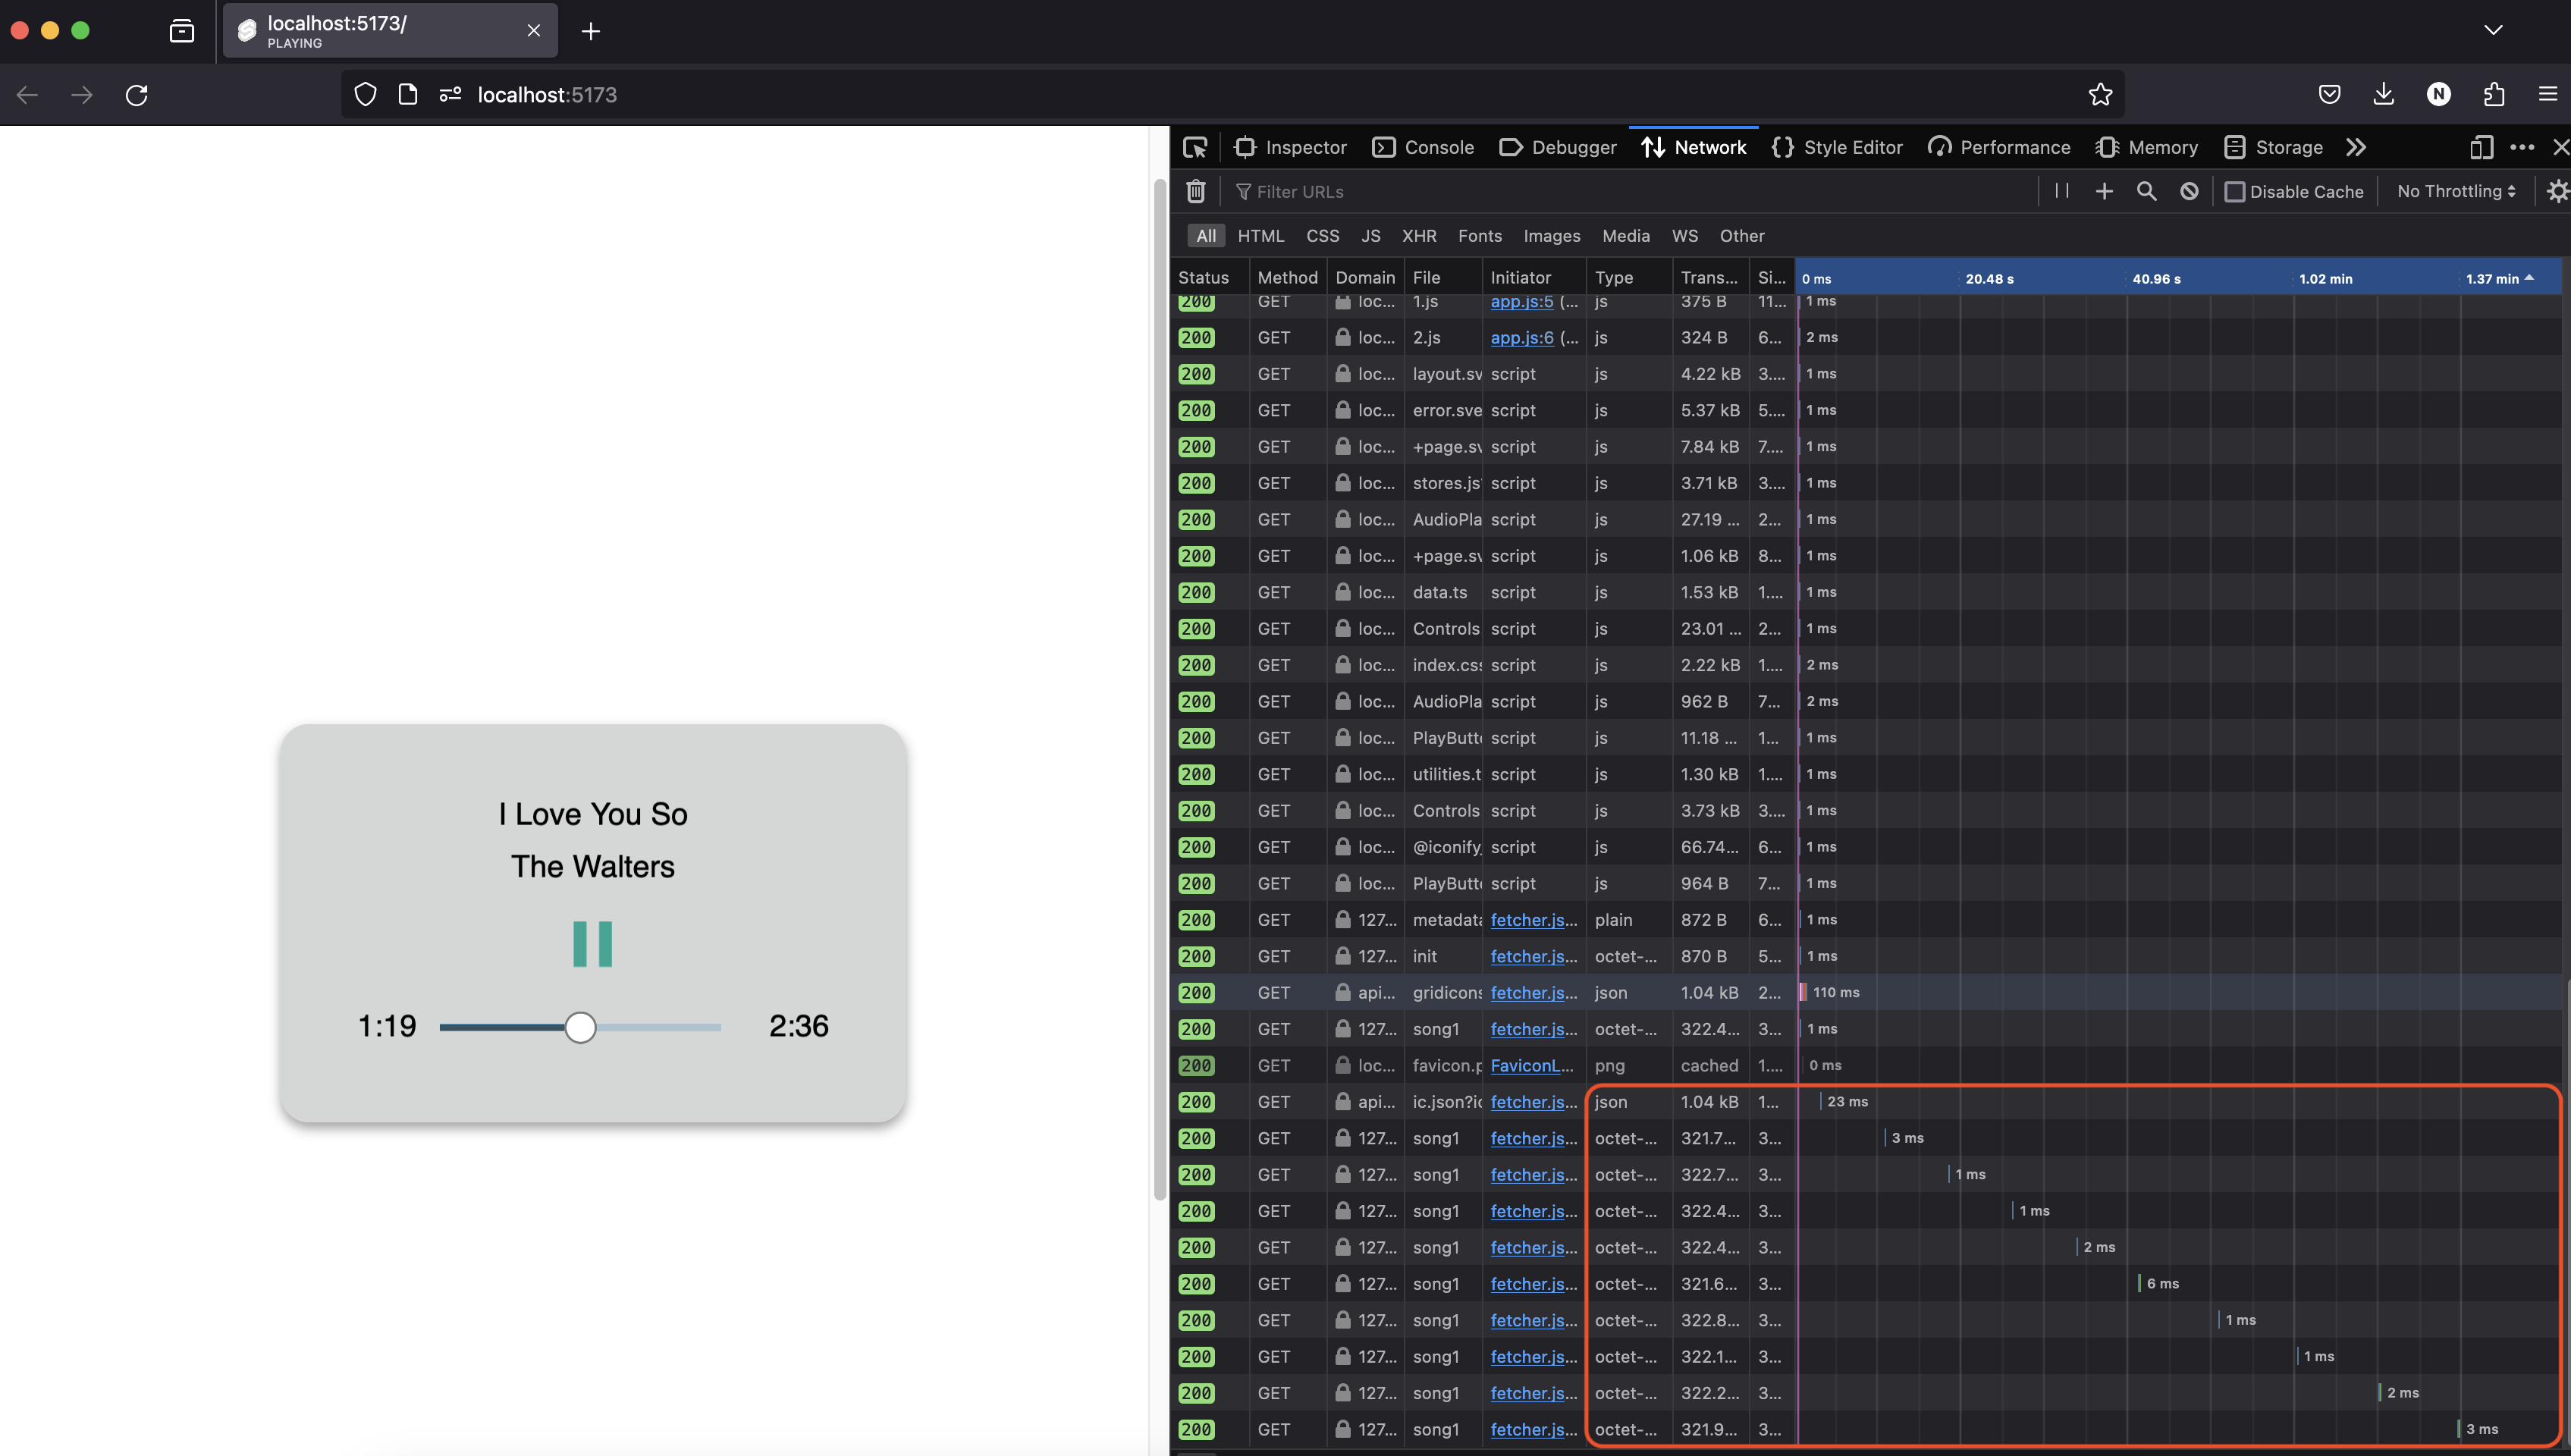 localhost:5173/
PLAYING
localhost:5173
Inspector Console Debugger Network Style Editor Performance Memory Storage
Filter URLs Disable Cache No Throttling
All HTML CSS JS XHR Fonts Images Media WS Other
Status Method Domain File Initiator Type Trans... Si... 0 ms 20.48 s 40.96 s 1.02 min 1.37 min
200 GET loc... 1.js app.js:5 (... js 375 B 11... 1 ms
200 GET loc... 2.js app.js:6 (... js 324 B 6... 2 ms
200 GET loc... layout.sv script js 4.22 kB 3.... 1 ms
200 GET loc... error.sve script js 5.37 kB 5.... 1 ms
200 GET loc... +page.sv script js 7.84 kB 7.... 1 ms
200 GET loc... stores.js script js 3.71 kB 3.... 1 ms
200 GET loc... AudioPla script js 27.19 ... 2... 1 ms
200 GET loc... +page.sv script js 1.06 kB 8... 1 ms
200 GET loc... data.ts script js 1.53 kB 1.... 1 ms
200 GET loc... Controls script js 23.01 ... 2... 1 ms
200 GET loc... index.css script js 2.22 kB 1.... 2 ms
200 GET loc... AudioPla script js 962 B 7... 2 ms
200 GET loc... PlayButt script js 11.18 ... 1... 1 ms
200 GET loc... utilities.t script js 1.30 kB 1.... 1 ms
200 GET loc... Controls script js 3.73 kB 3.... 1 ms
200 GET loc... @iconify script js 66.74... 6... 1 ms
200 GET loc... PlayButt script js 964 B 7... 1 ms
200 GET 127... metadata fetcher.js... plain 872 B 6... 1 ms
200 GET 127... init fetcher.js... octet-... 870 B 5... 1 ms
200 GET api... gridicons fetcher.js... json 1.04 kB 2... 110 ms
200 GET 127... song1 fetcher.js... octet-... 322.4... 3... 1 ms
200 GET loc... favicon.p FaviconL... png cached 1.... 0 ms
200 GET api... ic.json?ic fetcher.js... json 1.04 kB 1... 23 ms
200 GET 127... song1 fetcher.js... octet-... 321.7... 3... 3 ms
200 GET 127... song1 fetcher.js... octet-... 322.7... 3... 1 ms
200 GET 127... song1 fetcher.js... octet-... 322.4... 3... 1 ms
200 GET 127... song1 fetcher.js... octet-... 322.4... 3... 2 ms
200 GET 127... song1 fetcher.js... octet-... 321.6... 3... 6 ms
200 GET 127... song1 fetcher.js... octet-... 322.8... 3... 1 ms
200 GET 127... song1 fetcher.js... octet-... 322.1... 3... 1 ms
200 GET 127... song1 fetcher.js... octet-... 322.2... 3... 2 ms
200 GET 127... song1 fetcher.js... octet-... 321.9... 3... 3 ms
I Love You So
The Walters
1:19 2:36
N